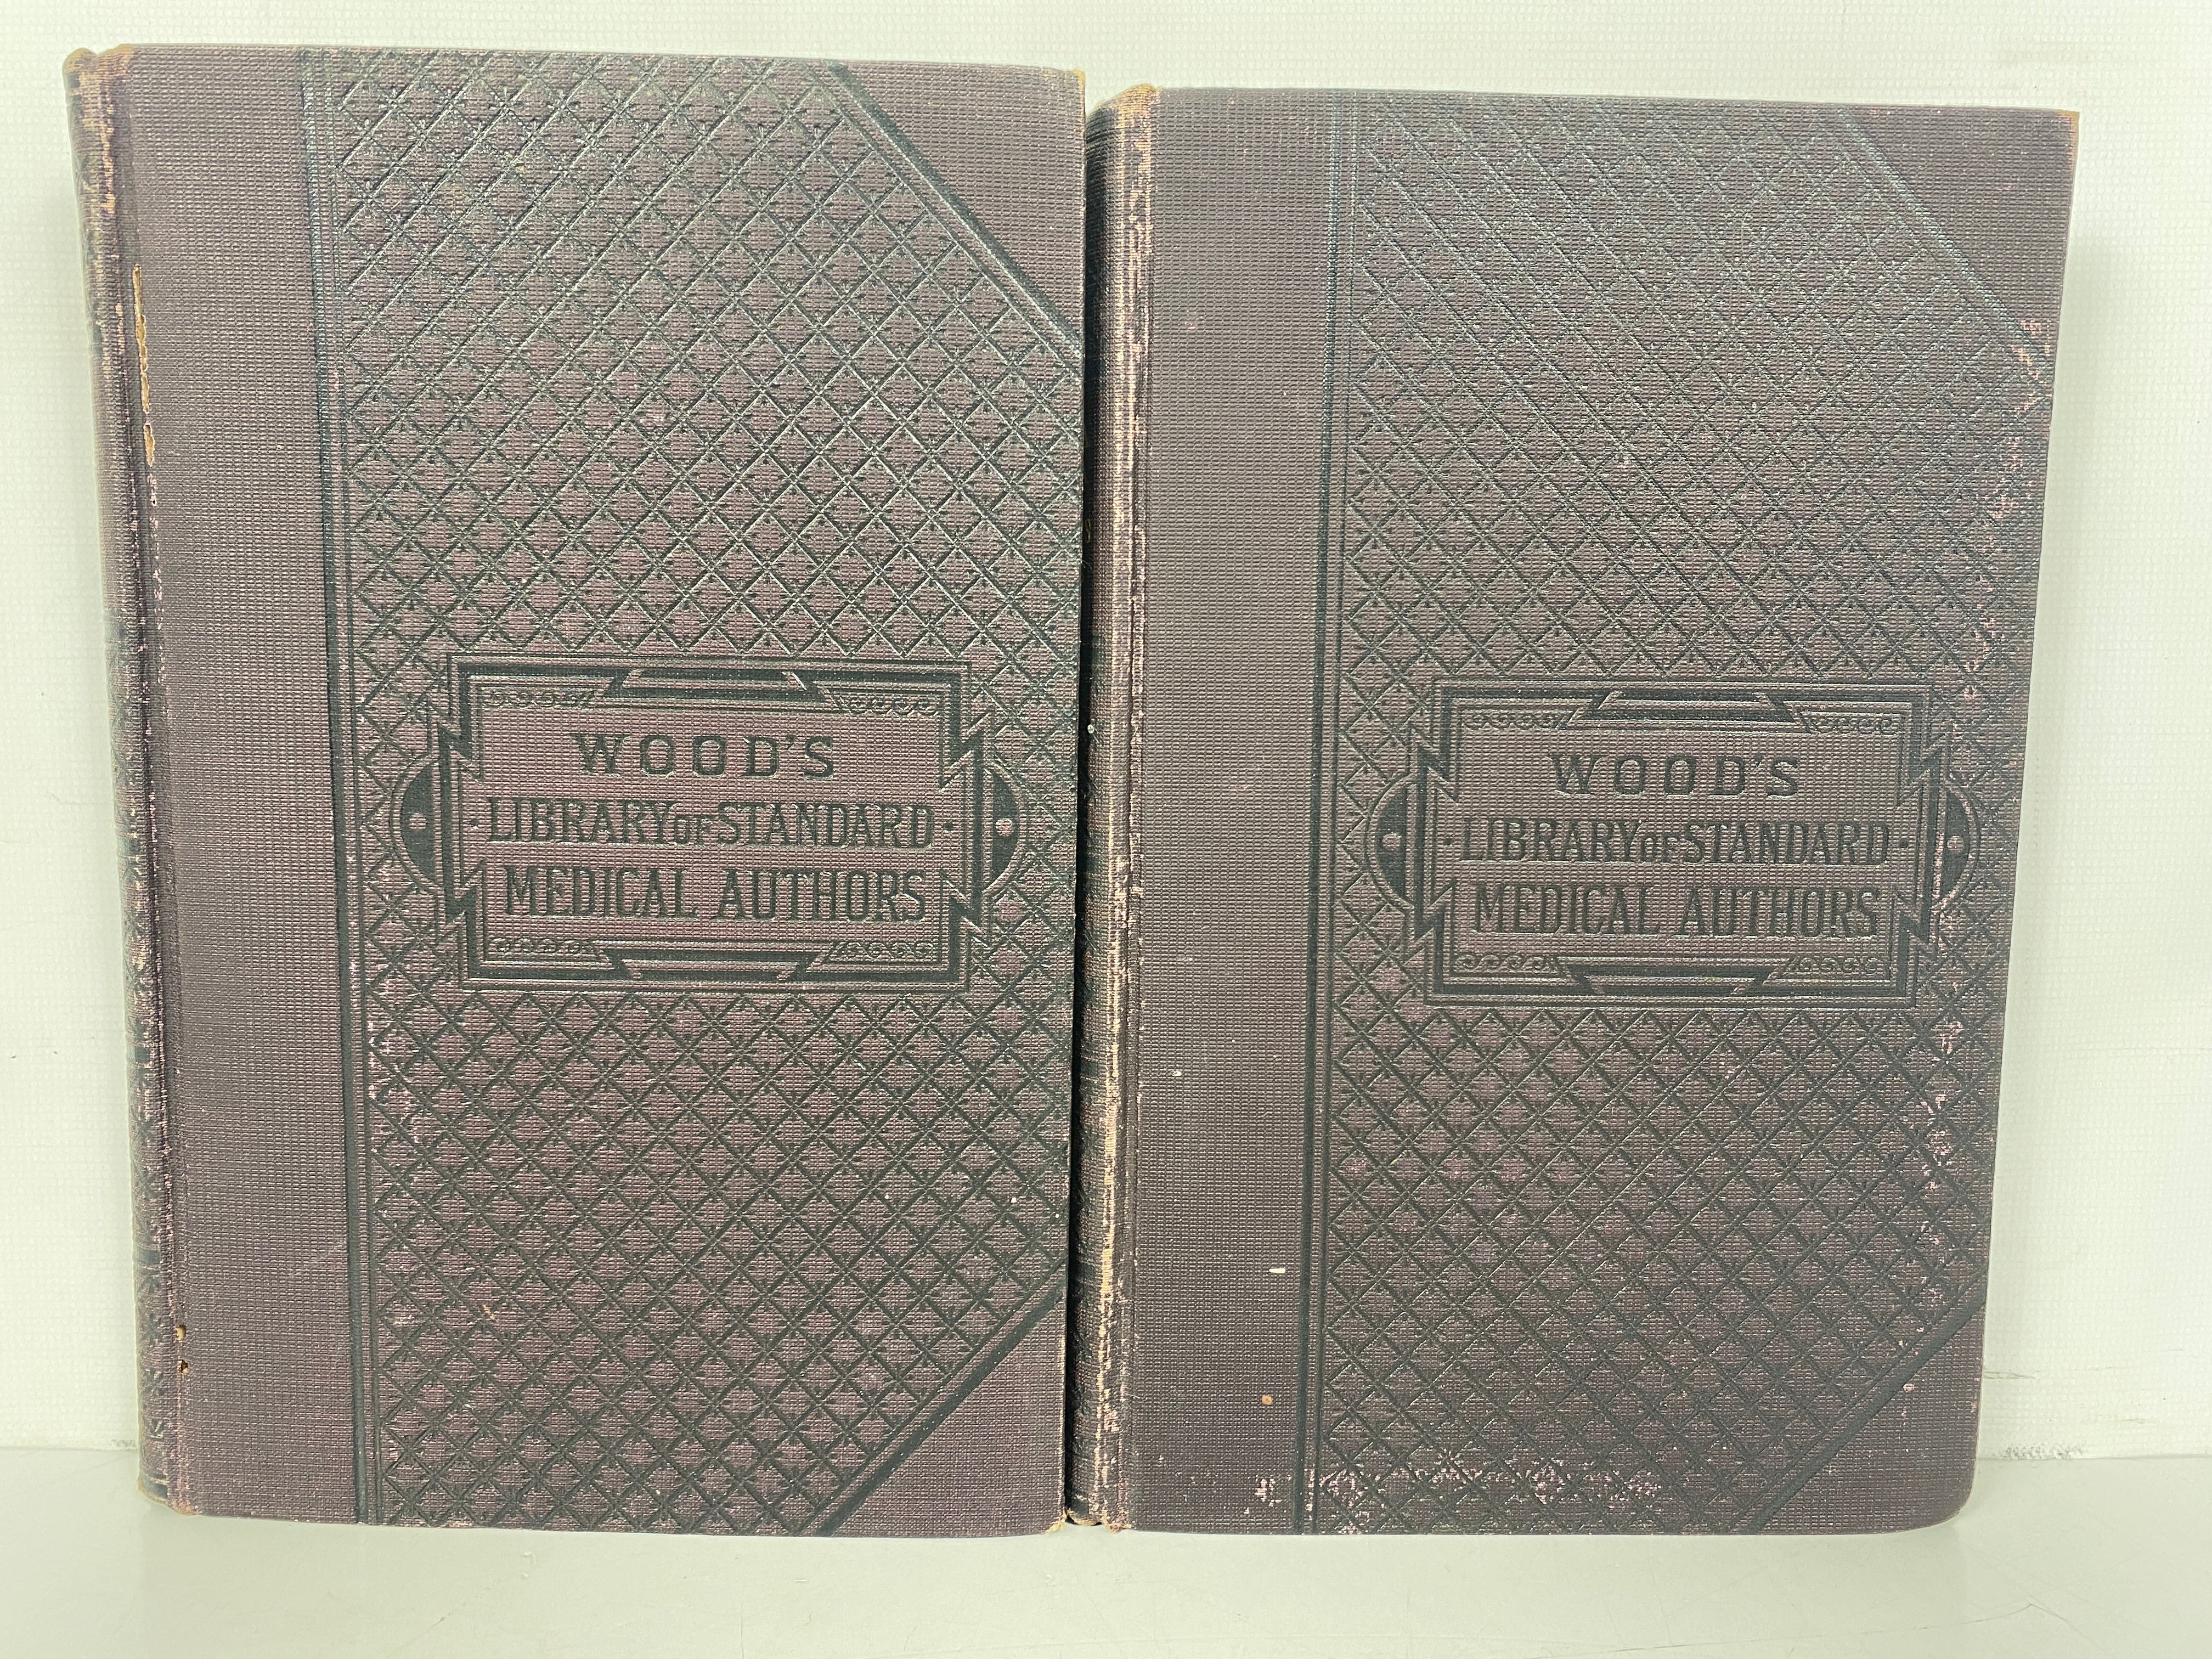 WOOD'S
LIBRARY OF STANDARD
MEDICAL AUTHORS
WOOD'S
LIBRARY OF STANDARD
MEDICAL AUTHORS